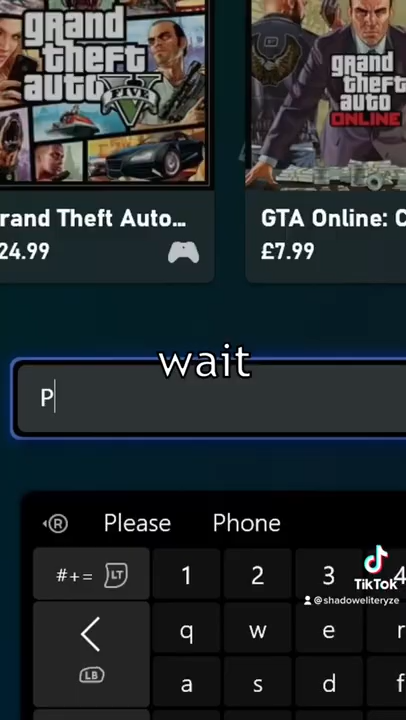 grand
theft
auto
FIVE
grand
theft
auto
ONLINE
rand Theft Auto...
24.99
GTA Online: C
£7.99
wait
P
R
Please
Phone
#+=
LT
1
2
3
4
TikTok
@shadoweliteryze
LB
q
w
e
r
a
s
d
f